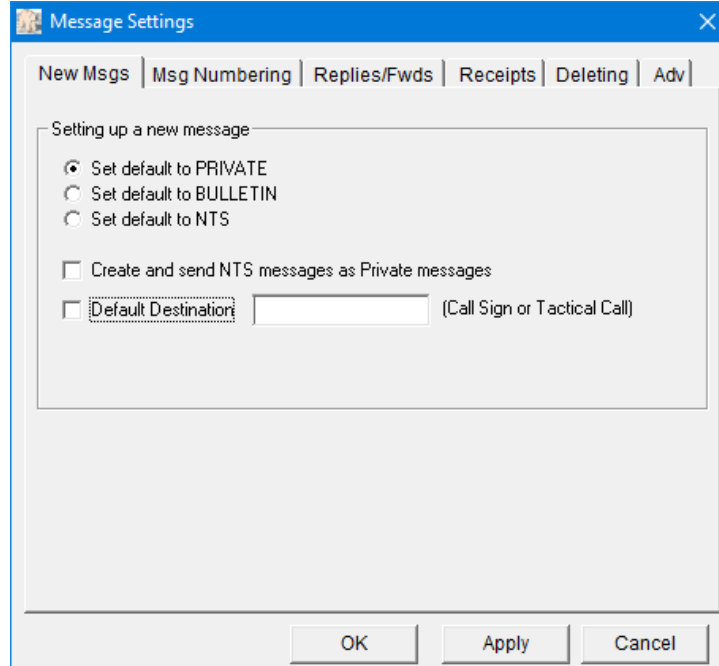 Message Settings
New Msgs Msg Numbering Replies/Fwds Receipts Deleting Adv
Setting up a new message
Set default to PRIVATE
Set default to BULLETIN
Set default to NTS
Create and send NTS messages as Private messages
Default Destination (Call Sign or Tactical Call)
OK Apply Cancel